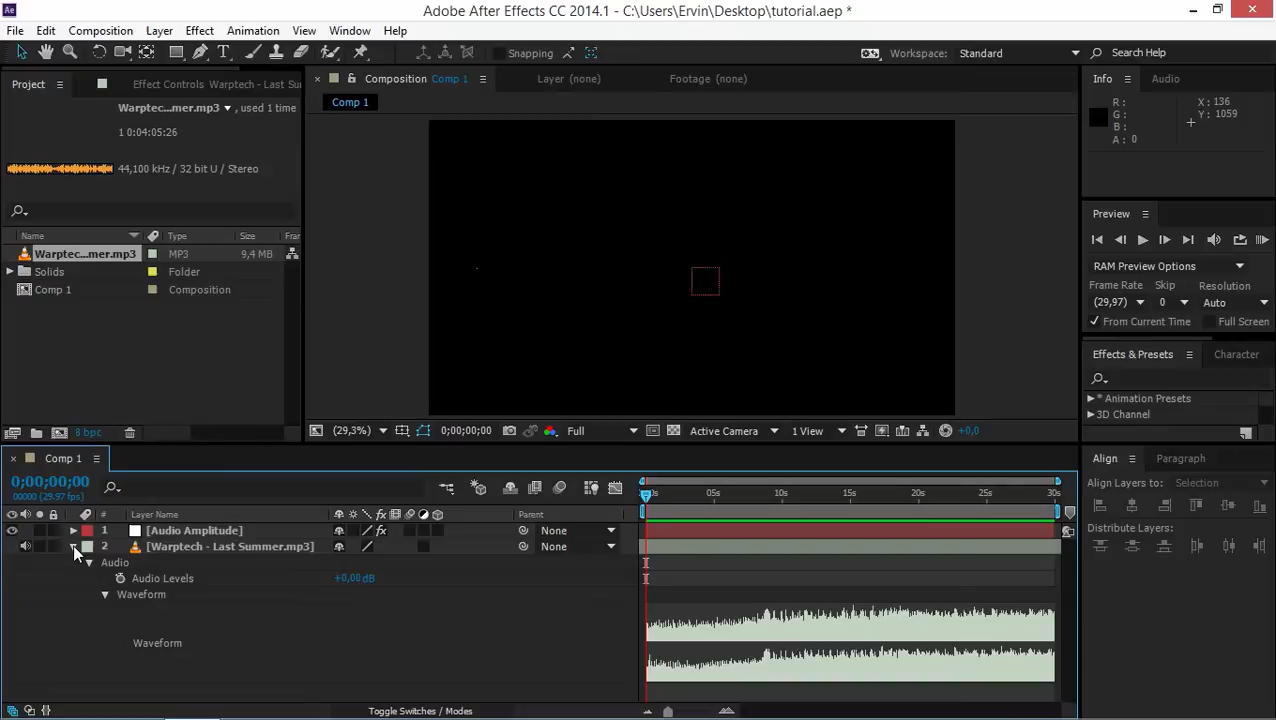 Adobe After Effects CC 2014.1 - C:\Users\Ervin\Desktop\tutorial.aep *
File Edit Composition Layer Effect Animation View Window Help
Snapping
Workspace: Standard
Search Help
Project
Effect Controls Warptech - Last Su
Composition Comp 1
Layer (none)
Footage (none)
Info
Audio
Warptec...mer.mp3 , used 1 time
1 0:04:05:26
44,100 kHz / 32 bit U / Stereo
Comp 1
R:
G:
B:
A: 0
X: 136
Y: 1059
Preview
RAM Preview Options
Frame Rate Skip Resolution
(29,97) 0 Auto
From Current Time Full Screen
Name Type Size Frar
Warptec...mer.mp3 MP3 9,4 MB
Solids Folder
Comp 1 Composition
8 bpc
(29,3%) 0;00;00;00 Full Active Camera 1 View +0,0
Effects & Presets
Character
* Animation Presets
3D Channel
Comp 1
0;00;00;00
00000 (29.97 fps)
# Layer Name Parent
1 [Audio Amplitude] fx None
2 [Warptech - Last Summer.mp3] None
Audio
Audio Levels +0,00dB
Waveform
Waveform
05s 10s 15s 20s 25s 30s
Toggle Switches / Modes
Align
Paragraph
Align Layers to: Selection
Distribute Layers: